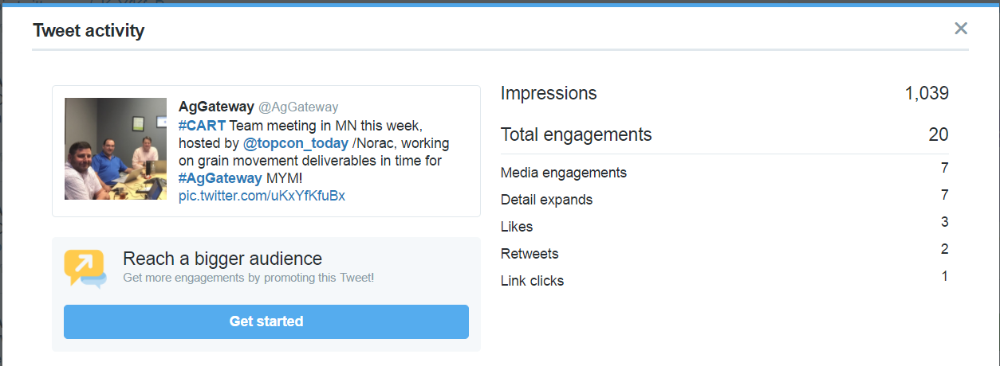 Tweet activity
AgGateway @AgGateway
#CART Team meeting in MN this week,
hosted by @topcon_today /Norac, working
on grain movement deliverables in time for
#AgGateway MYM!
pic.twitter.com/uKxYfKfuBx
Reach a bigger audience
Get more engagements by promoting this Tweet!
Get started
Impressions 1,039
Total engagements 20
Media engagements 7
Detail expands 7
Likes 3
Retweets 2
Link clicks 1